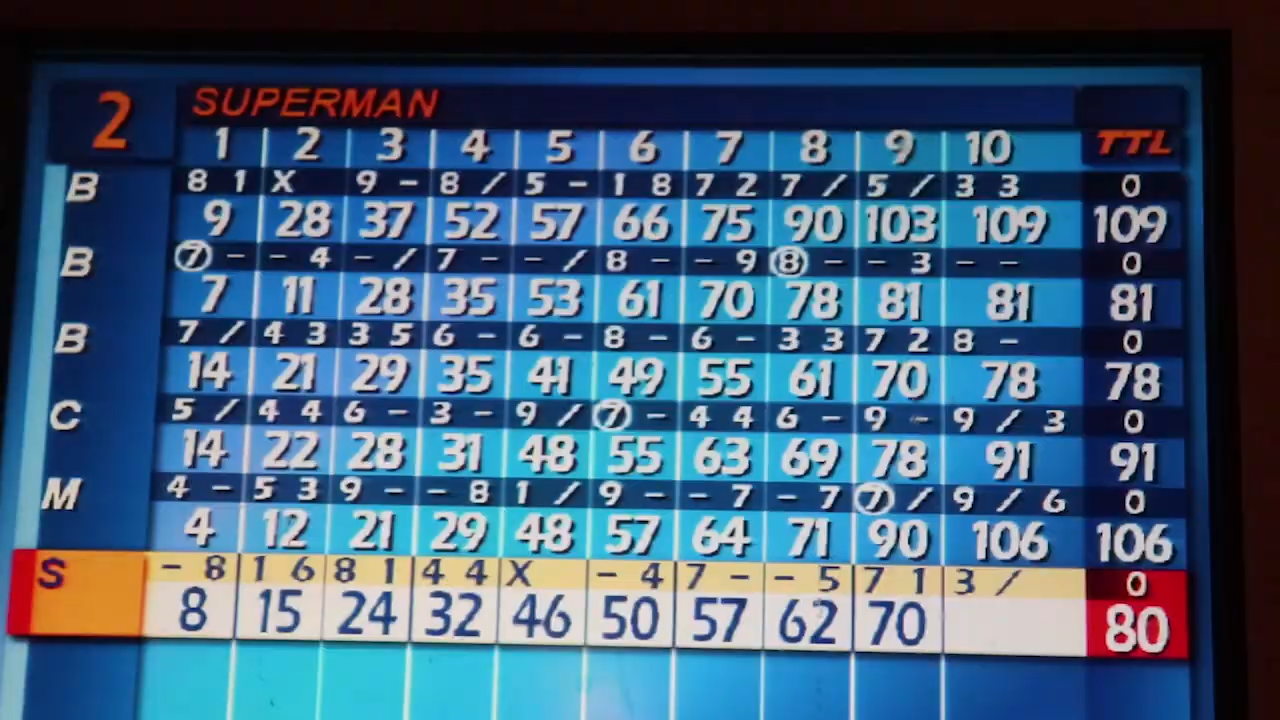 2 SUPERMAN
1 2 3 4 5 6 7 8 9 10 TTL
B 8 1 X 9 - 8 / 5 - 1 8 7 2 7 / 5 / 3 3 0
9 28 37 52 57 66 75 90 103 109 109
B 7 - - 4 - / 7 - - / 8 - - 9 8 - - 3 - - 0
7 11 28 35 53 61 70 78 81 81 81
B 7 / 4 3 3 5 6 - 6 - 8 - 6 - 3 3 7 2 8 - 0
14 21 29 35 41 49 55 61 70 78 78
C 5 / 4 4 6 - 3 - 9 / 7 - 4 4 6 - 9 - 9 / 3 0
14 22 28 31 48 55 63 69 78 91 91
M 4 - 5 3 9 - - 8 1 / 9 - - 7 - 7 7 / 9 / 6 0
4 12 21 29 48 57 64 71 90 106 106
S - 8 1 6 8 1 4 4 X - 4 7 - - 5 7 1 3 / 0
8 15 24 32 46 50 57 62 70 80